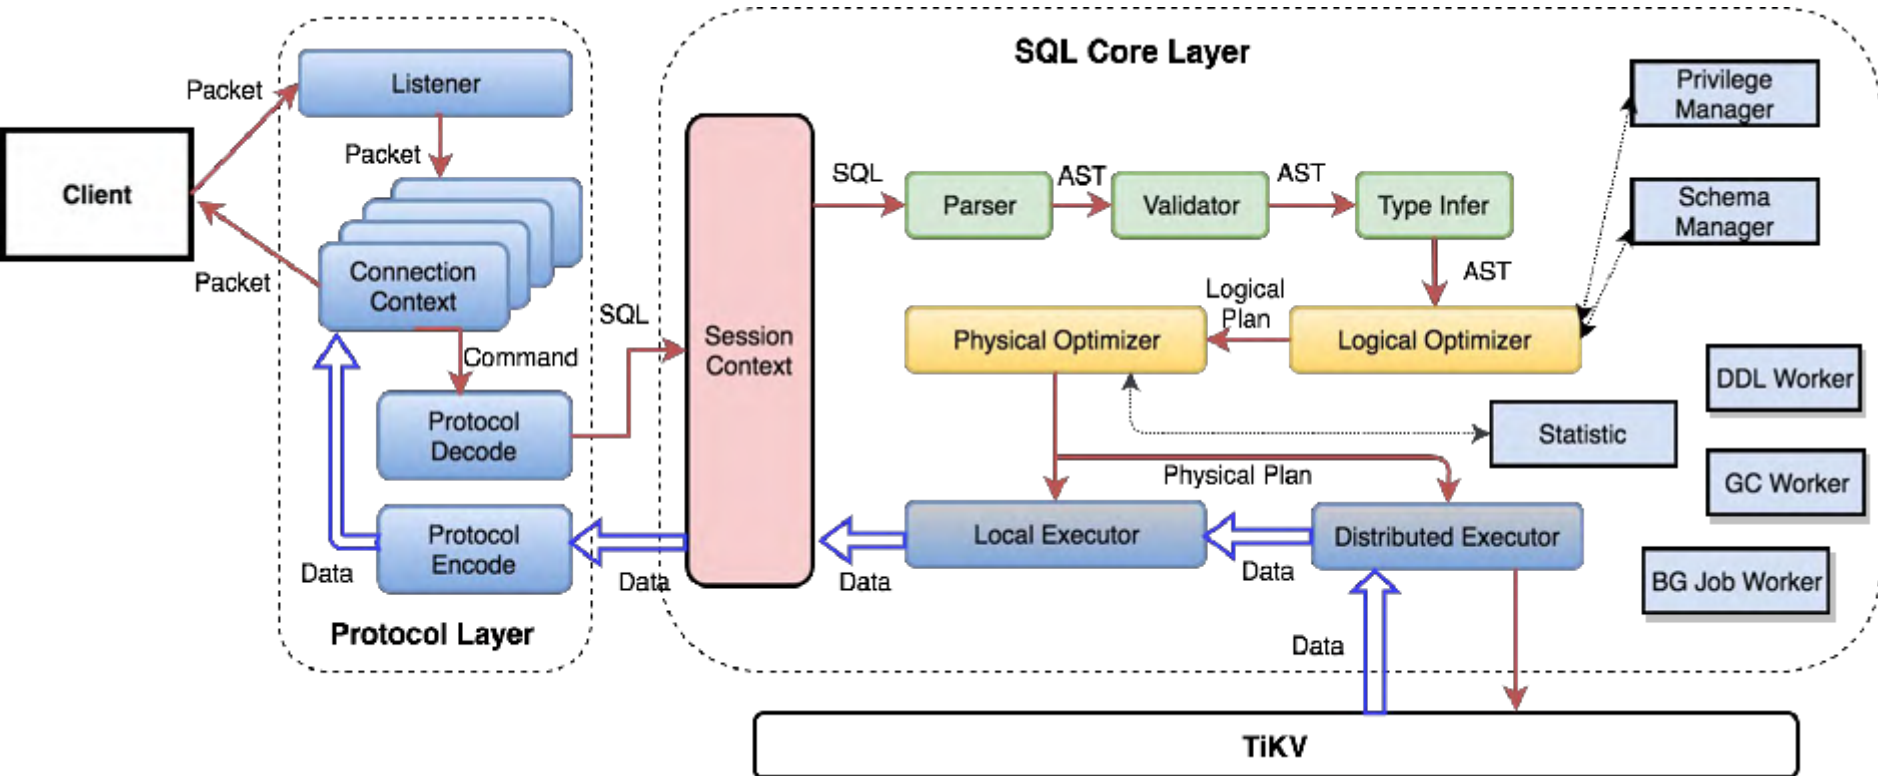 SQL Core Layer
Packet
Listener
Privilege
Manager
Packet
Client
SQL
AST
AST
Parser
Validator
Type Infer
Schema
Manager
Connection
Context
Packet
AST
Logical
Plan
SQL
Session
Context
Physical Optimizer
Logical Optimizer
Command
DDL Worker
Protocol
Decode
Statistic
Physical Plan
GC Worker
Protocol
Encode
Local Executor
Distributed Executor
Data
Data
Data
Data
BG Job Worker
Protocol Layer
Data
TiKV